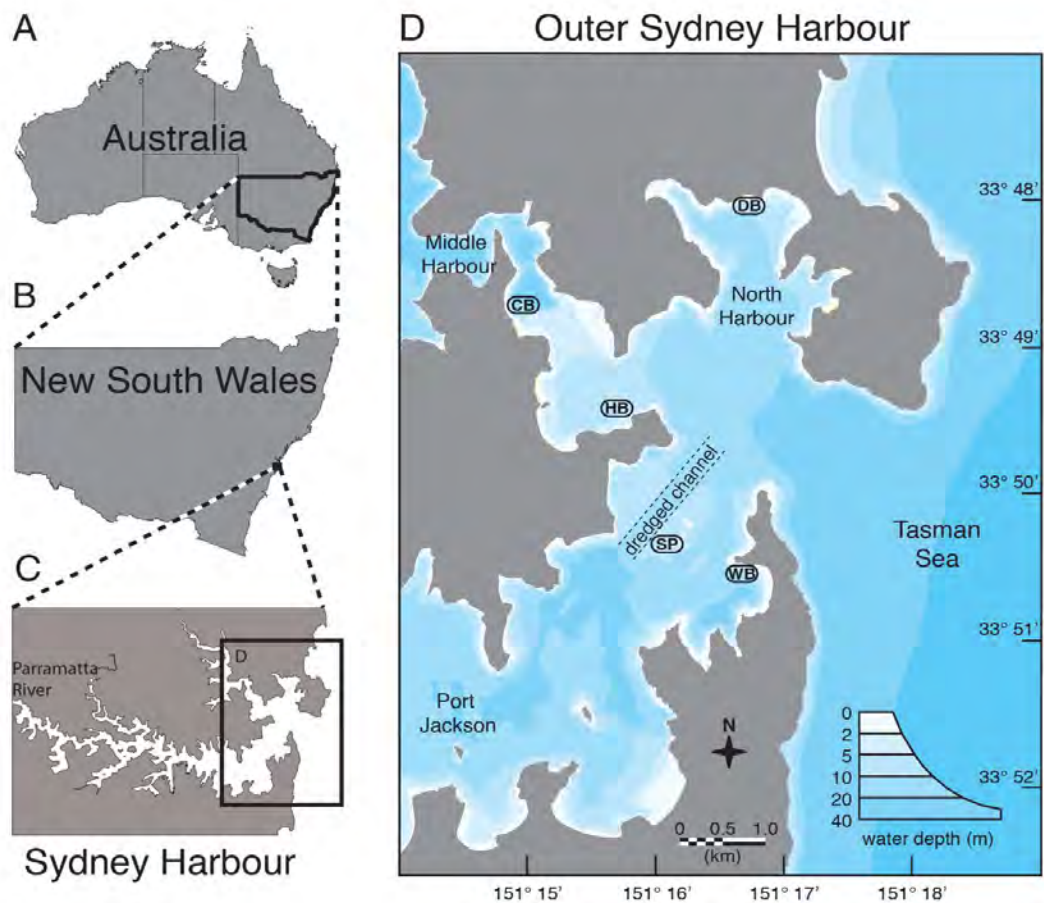 A
Australia
B
New South Wales
C
Parramatta
River
D
Sydney Harbour
D
Outer Sydney Harbour
DB
Middle
Harbour
CB
North
Harbour
HB
dredged channel
SP
WB
Tasman
Sea
Port
Jackson
N
0 0.5 1.0
(km)
0
2
5
10
20
40
water depth (m)
33° 48'
33° 49'
33° 50'
33° 51'
33° 52'
151° 15' 151° 16' 151° 17' 151° 18'